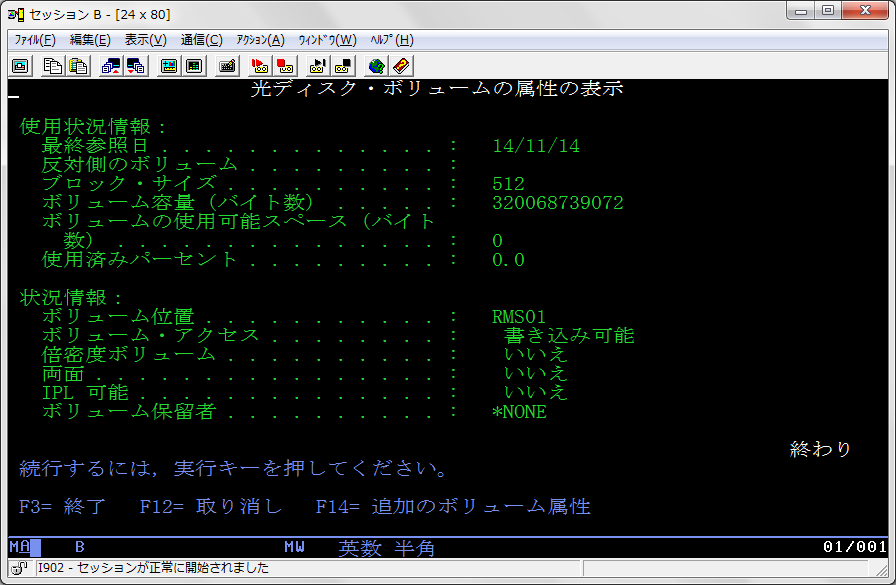 セッション B - [24 x 80]
ﾌｧｲﾙ(F) 編集(E) 表示(V) 通信(C) ｱｸｼｮﾝ(A) ｳｨﾝﾄﾞｳ(W) ﾍﾙﾌﾟ(H)
光ディスク・ボリュームの属性の表示
使用状況情報 :
最終参照日 . . . . . . . . . . . . . : 14/11/14
反対側のボリューム . . . . . . . . . :
ブロック・サイズ . . . . . . . . . . : 512
ボリューム容量 (バイト数) . . . . . : 320068739072
ボリュームの使用可能スペース (バイト
数) . . . . . . . . . . . . . . . : 0
使用済みパーセント . . . . . . . . . : 0.0
状況情報 :
ボリューム位置 . . . . . . . . . . . : RMS01
ボリューム・アクセス . . . . . . . . : 書き込み可能
倍密度ボリューム . . . . . . . . . . : いいえ
両面 . . . . . . . . . . . . . . . . : いいえ
IPL 可能 . . . . . . . . . . . . . . : いいえ
ボリューム保留者 . . . . . . . . . . : *NONE
終わり
続行するには, 実行キーを押してください。
F3= 終了 F12= 取り消し F14= 追加のボリューム属性
MA B MW 英数 半角 01/001
I902 - セッションが正常に開始されました